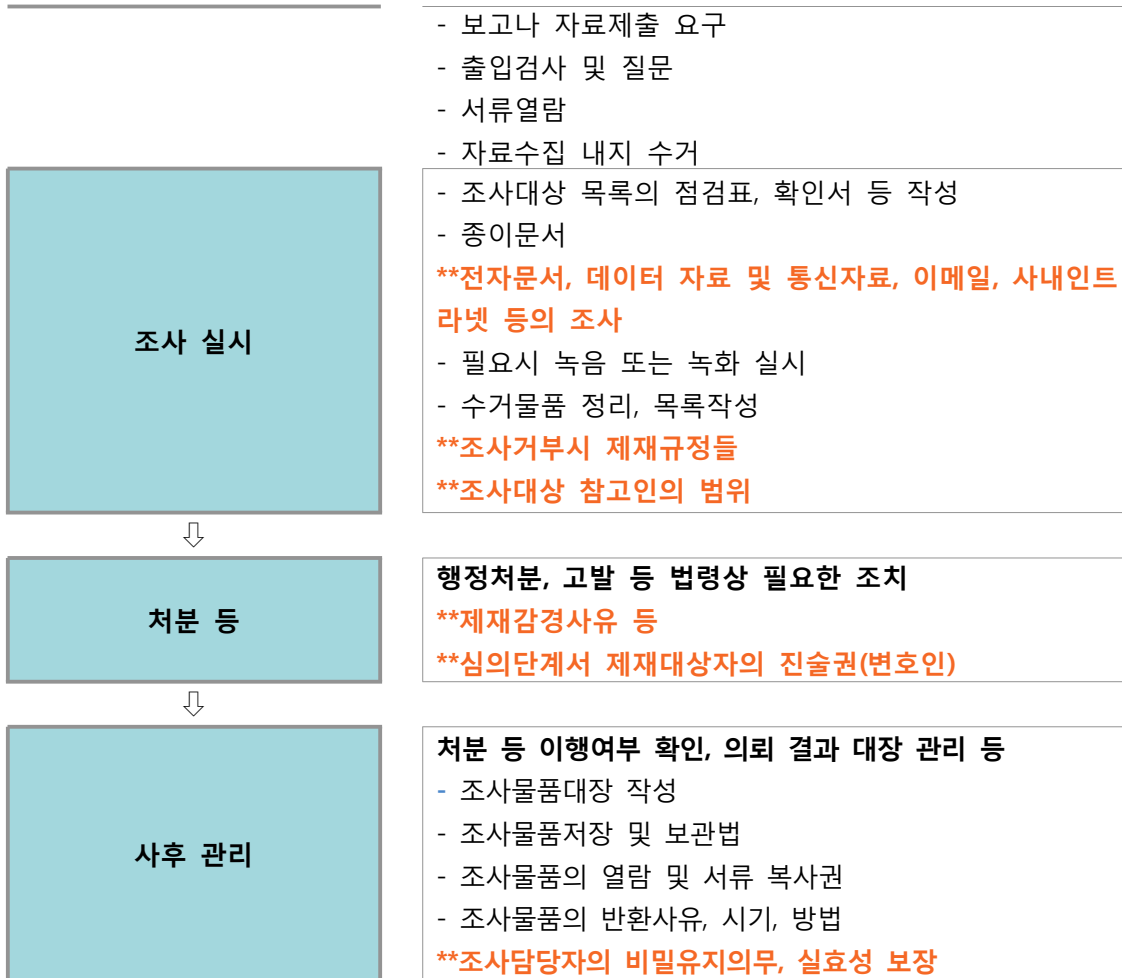 - 보고나 자료제출 요구
- 출입검사 및 질문
- 서류열람
- 자료수집 내지 수거
조사 실시
- 조사대상 목록의 점검표, 확인서 등 작성
- 종이문서
**전자문서, 데이터 자료 및 통신자료, 이메일, 사내인트
라넷 등의 조사
- 필요시 녹음 또는 녹화 실시
- 수거물품 정리, 목록작성
**조사거부시 제재규정들
**조사대상 참고인의 범위
⇩
처분 등
행정처분, 고발 등 법령상 필요한 조치
**제재감경사유 등
**심의단계서 제재대상자의 진술권(변호인)
⇩
사후 관리
처분 등 이행여부 확인, 의뢰 결과 대장 관리 등
- 조사물품대장 작성
- 조사물품저장 및 보관법
- 조사물품의 열람 및 서류 복사권
- 조사물품의 반환사유, 시기, 방법
**조사담당자의 비밀유지의무, 실효성 보장